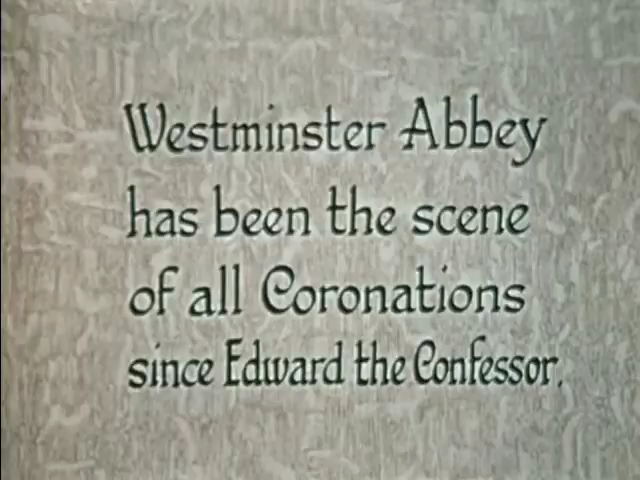 Westminster Abbey
has been the scene
of all Coronations
since Edward the Confessor.